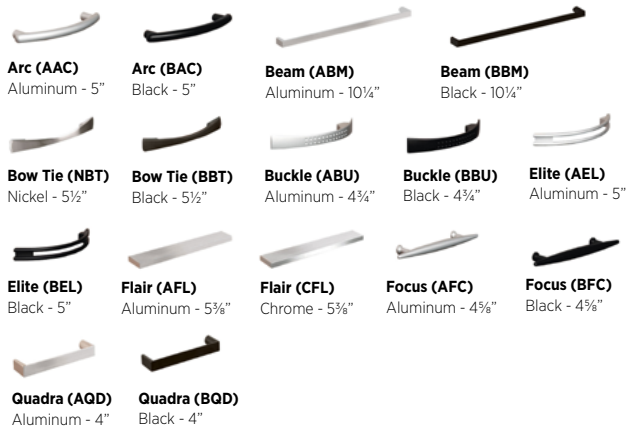 Arc (AAC)
Aluminum - 5”
Arc (BAC)
Black - 5”
Beam (ABM)
Aluminum - 10¼”
Beam (BBM)
Black - 10¼”
Bow Tie (NBT)
Nickel - 5½”
Bow Tie (BBT)
Black - 5½”
Buckle (ABU)
Aluminum - 4¾”
Buckle (BBU)
Black - 4¾”
Elite (AEL)
Aluminum - 5”
Elite (BEL)
Black - 5”
Flair (AFL)
Aluminum - 5⅜”
Flair (CFL)
Chrome - 5⅜”
Focus (AFC)
Aluminum - 4⅝”
Focus (BFC)
Black - 4⅝”
Quadra (AQD)
Aluminum - 4”
Quadra (BQD)
Black - 4”